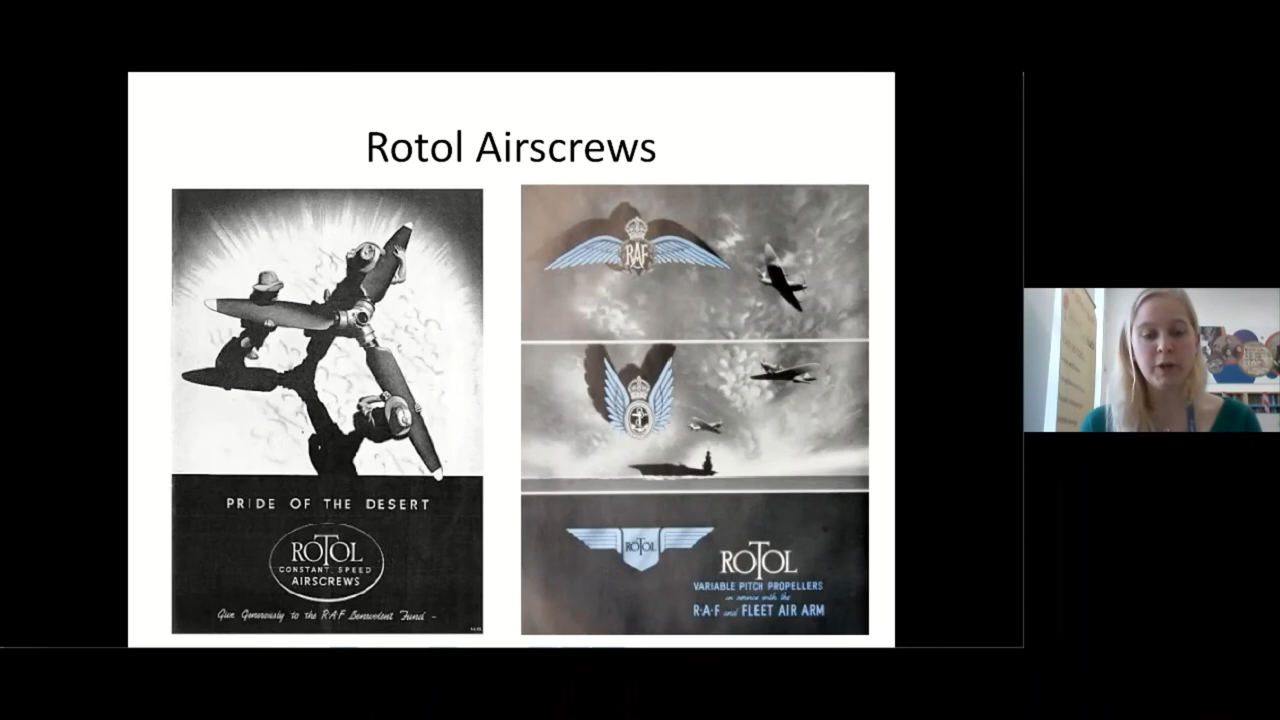 Rotol Airscrews
PRIDE OF THE DESERT
ROTOL
CONSTANT SPEED
AIRSCREWS
Give Generously to the RAF Benevolent Fund -
RAF
ROTOL
ROTOL
VARIABLE PITCH PROPELLERS
in service with the
R·A·F and FLEET AIR ARM